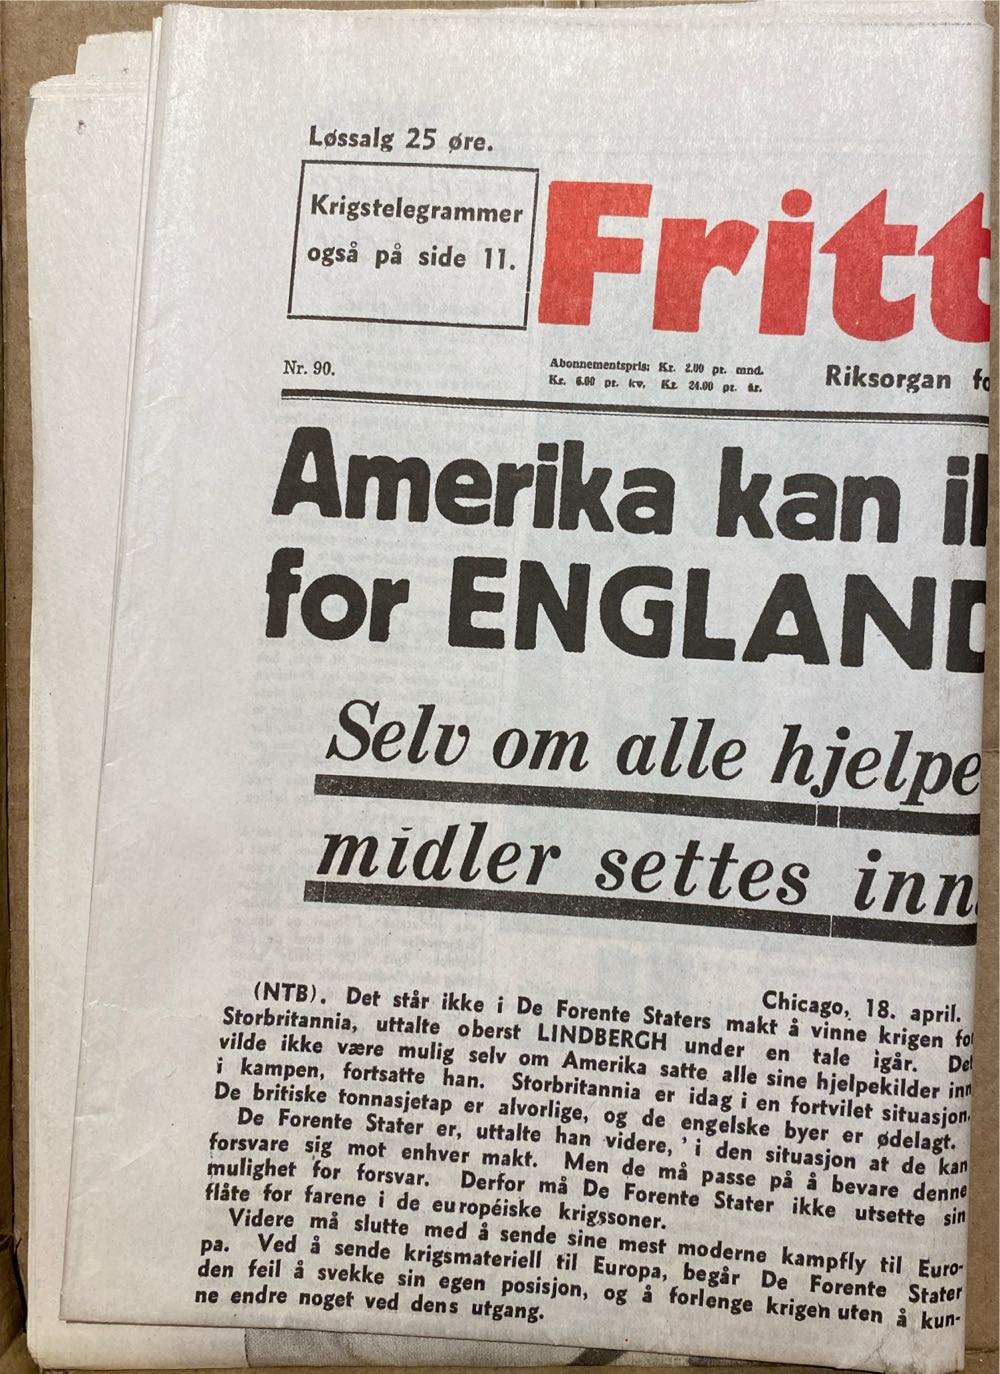 Løssalg 25 øre.
Krigstelegrammer
også på side 11.
Fritt
Nr. 90.
Abonnementspris: Kr. 2.00 pr. mnd.
Kr. 6.00 pr. kv. Kr. 24.00 pr. år.
Riksorgan fo
Amerika kan i
for ENGLAND
Selv om alle hjelpe
midler settes inn.
Chicago, 18. april.
(NTB). Det står ikke i De Forente Staters makt å vinne krigen for
Storbritannia, uttalte oberst LINDBERGH under en tale igår. Det
vilde ikke være mulig selv om Amerika satte alle sine hjelpekilder inn
i kampen, fortsatte han. Storbritannia er idag i en fortvilet situasjon.
De britiske tonnasjetap er alvorlige, og de engelske byer er ødelagt.
De Forente Stater er, uttalte han videre, i den situasjon at de kan
forsvare sig mot enhver makt. Men de må passe på å bevare denne
mulighet for forsvar. Derfor må De Forente Stater ikke utsette sin
flåte for farene i de européiske krigssoner.
Videre må slutte med å sende sine mest moderne kampfly til Euro-
pa. Ved å sende krigsmateriell til Europa, begår De Forente Stater
den feil å svekke sin egen posisjon, og å forlenge krigen uten å kun-
ne endre noget ved dens utgang.